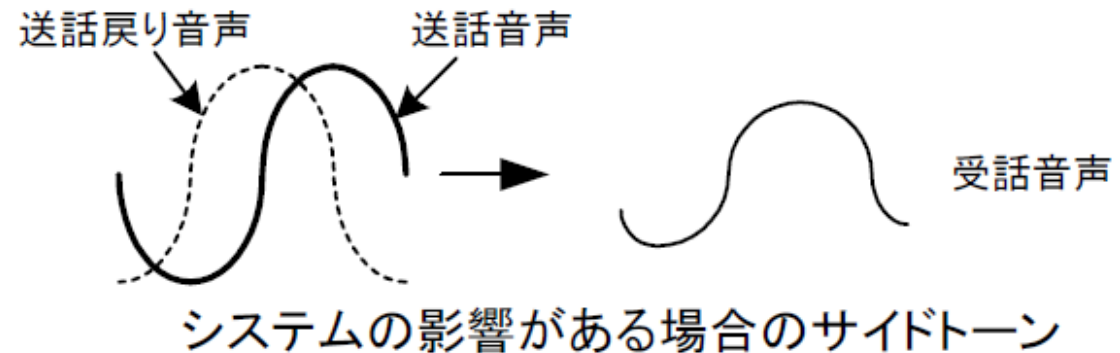 送話戻り音声
送話音声
受話音声
システムの影響がある場合のサイドトーン